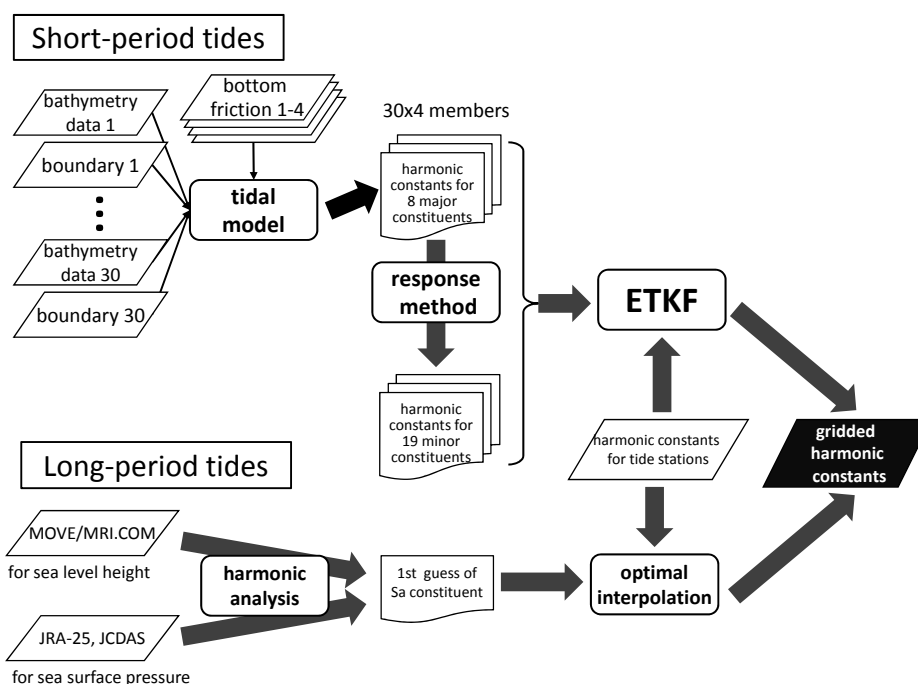 Short-period tides
bathymetry
data 1
boundary 1
bathymetry
data 30
boundary 30
bottom
friction 1-4
tidal
model
30x4 members
harmonic
constants for
8 major
constituents
response
method
harmonic
constants for
19 minor
constituents
ETKF
harmonic constants
for tide stations
gridded
harmonic
constants
Long-period tides
MOVE/MRI.COM
for sea level height
JRA-25, JCDAS
for sea surface pressure
harmonic
analysis
1st guess of
Sa constituent
optimal
interpolation